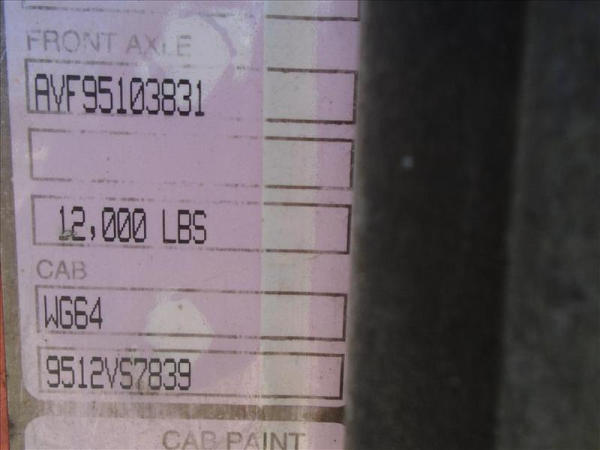 FRONT AXLE
AVF95103831
12,000 LBS
CAB
WG64
9512VS7839
CAB PAINT